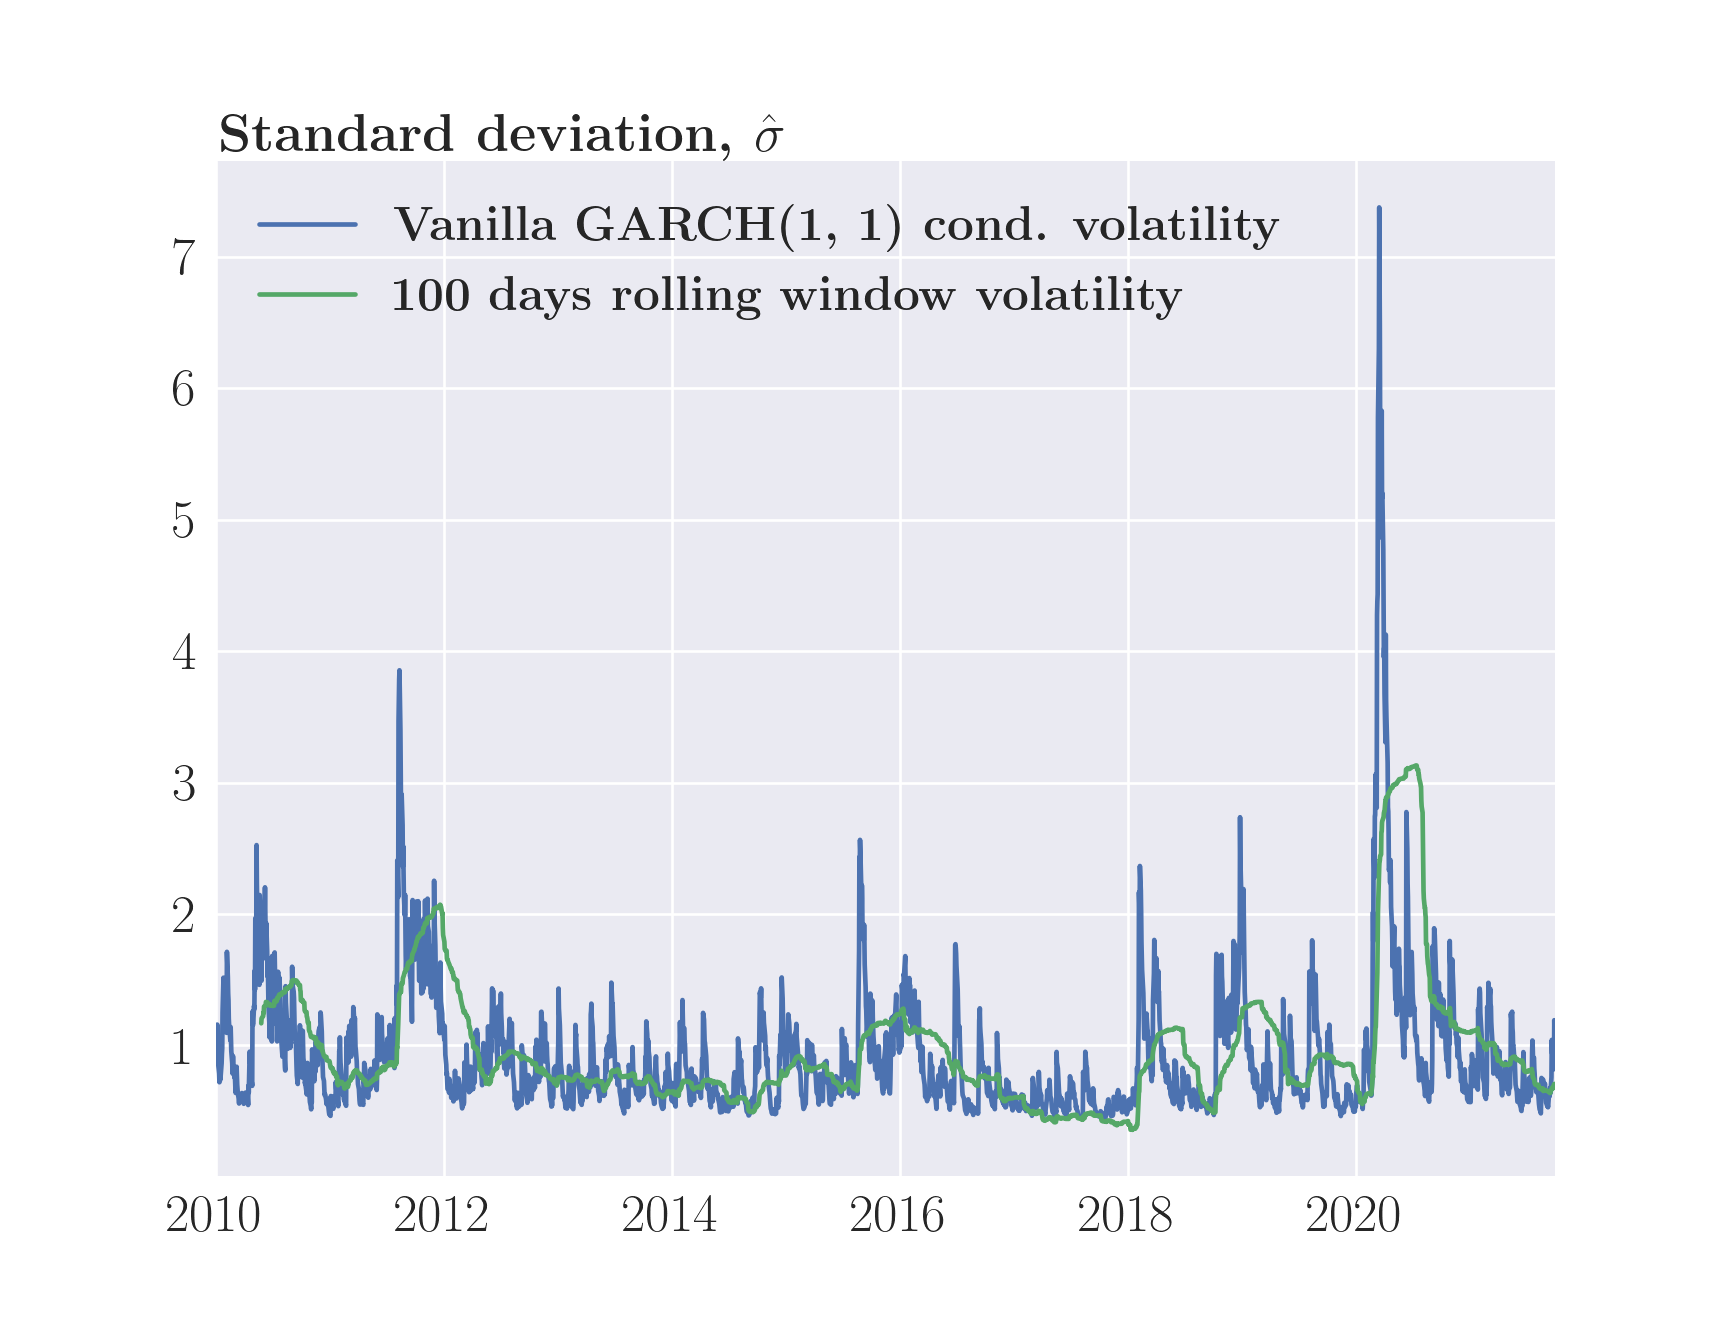 Standard deviation, σ̂
Vanilla GARCH(1, 1) cond. volatility
100 days rolling window volatility
7
6
5
4
3
2
1
2010 2012 2014 2016 2018 2020